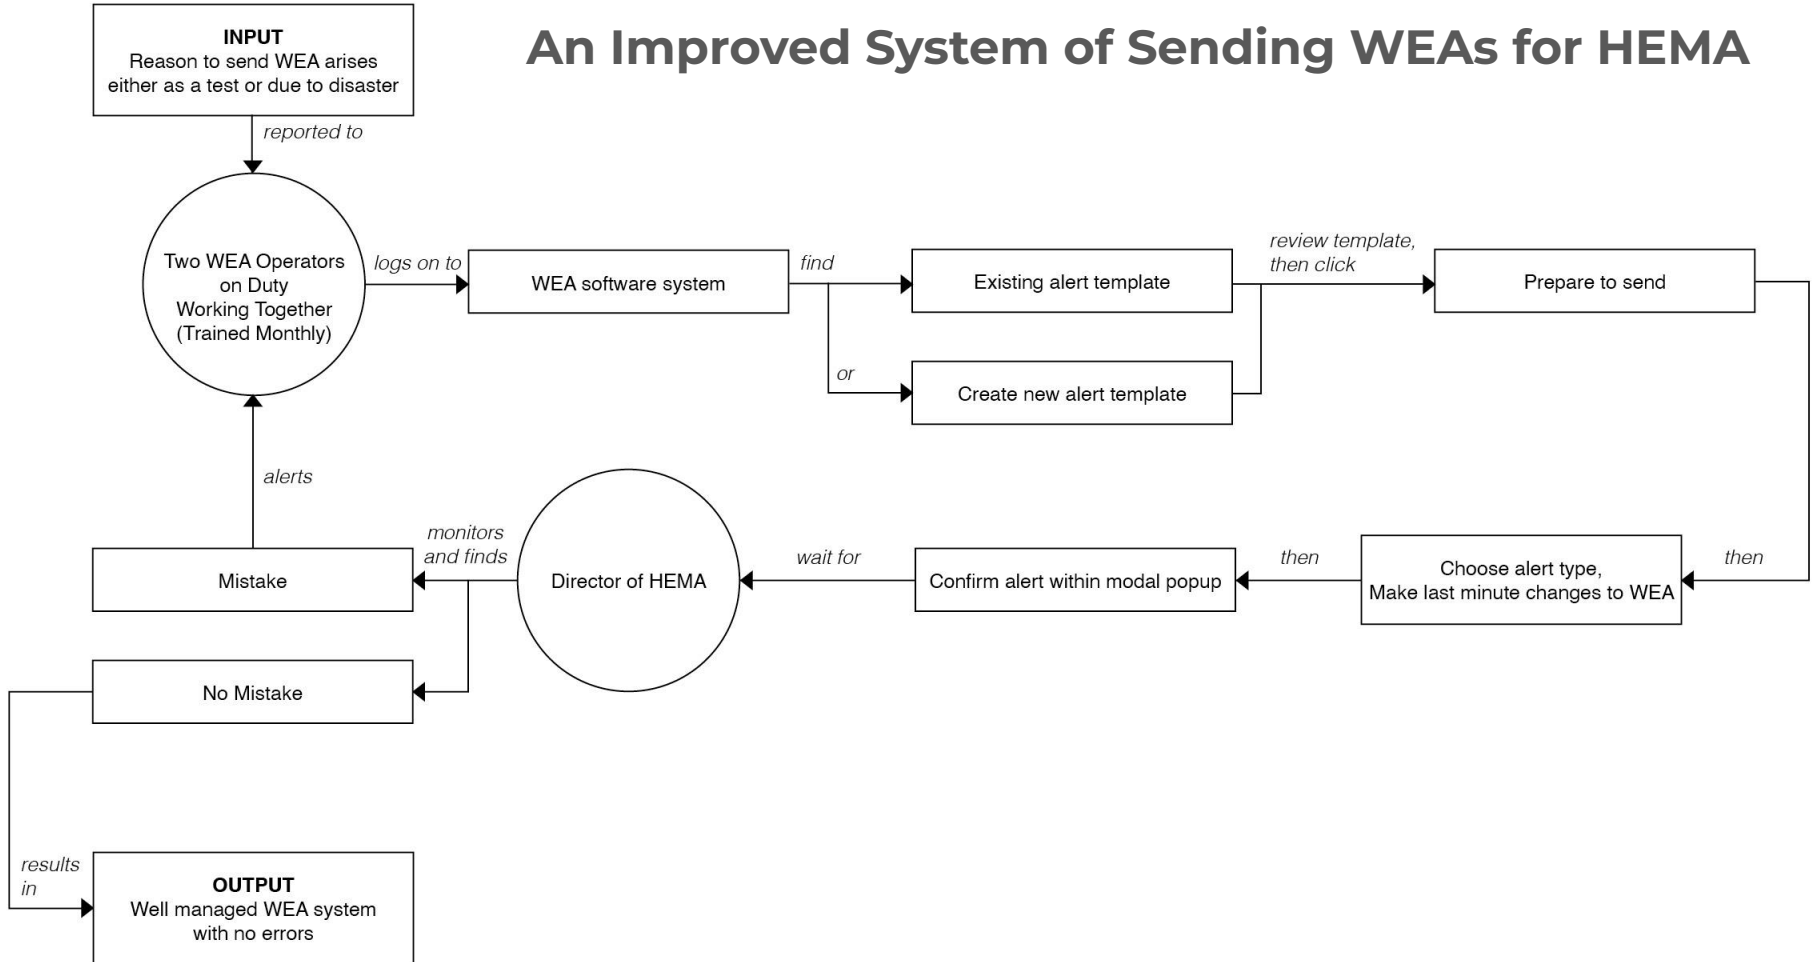 An Improved System of Sending WEAs for HEMA
INPUT
Reason to send WEA arises
either as a test or due to disaster
reported to
Two WEA Operators
on Duty
Working Together
(Trained Monthly)
logs on to
WEA software system
find
Existing alert template
or
Create new alert template
review template,
then click
Prepare to send
then
Choose alert type,
Make last minute changes to WEA
then
Confirm alert within modal popup
wait for
Director of HEMA
monitors
and finds
Mistake
alerts
No Mistake
results
in
OUTPUT
Well managed WEA system
with no errors